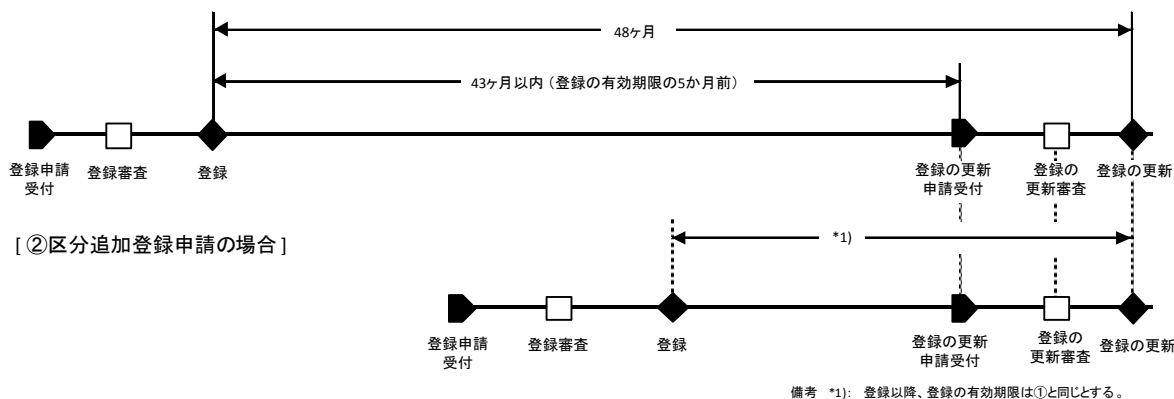 48ヶ月
43ヶ月以内（登録の有効期限の5か月前）
登録申請
受付
登録審査
登録
登録の更新
申請受付
登録の
更新審査
登録の更新
[ ②区分追加登録申請の場合 ]
*1)
登録申請
受付
登録審査
登録
登録の更新
申請受付
登録の
更新審査
登録の更新
備考 *1): 登録以降、登録の有効期限は①と同じとする。